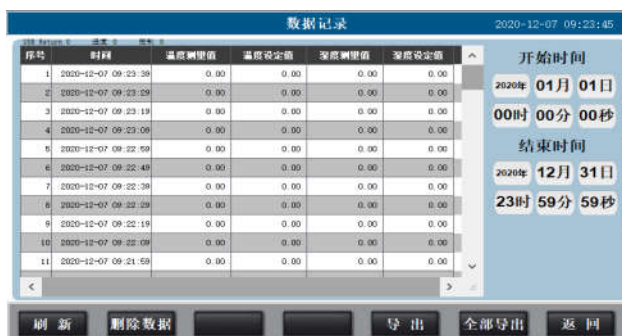 数据记录 2020-12-07 09:23:45
序号 时间 温度测量值 温度设定值 湿度测量值 湿度设定值
1 2020-12-07 09:23:39 0.00 0.00 0.00 0.00
2 2020-12-07 09:23:29 0.00 0.00 0.00 0.00
3 2020-12-07 09:23:19 0.00 0.00 0.00 0.00
4 2020-12-07 09:23:09 0.00 0.00 0.00 0.00
5 2020-12-07 09:22:59 0.00 0.00 0.00 0.00
6 2020-12-07 09:22:49 0.00 0.00 0.00 0.00
7 2020-12-07 09:22:39 0.00 0.00 0.00 0.00
8 2020-12-07 09:22:29 0.00 0.00 0.00 0.00
9 2020-12-07 09:22:19 0.00 0.00 0.00 0.00
10 2020-12-07 09:22:09 0.00 0.00 0.00 0.00
11 2020-12-07 09:21:59 0.00 0.00 0.00 0.00
开始时间
2020年 01月 01日
00时 00分 00秒
结束时间
2020年 12月 31日
23时 59分 59秒
刷 新 删除数据 导 出 全部导出 返 回